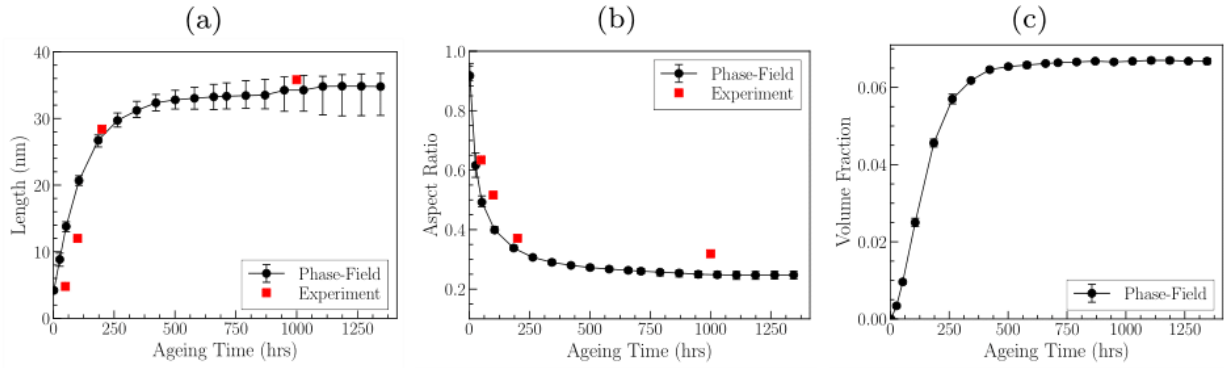 (a)
40
30
20
10
0
Length (nm)
Phase-Field
Experiment
0 250 500 750 1000 1250
Ageing Time (hrs)
(b)
1.0
0.8
0.6
0.4
0.2
Aspect Ratio
Phase-Field
Experiment
0 250 500 750 1000 1250
Ageing Time (hrs)
(c)
0.06
0.04
0.02
0.00
Volume Fraction
Phase-Field
0 250 500 750 1000 1250
Ageing Time (hrs)